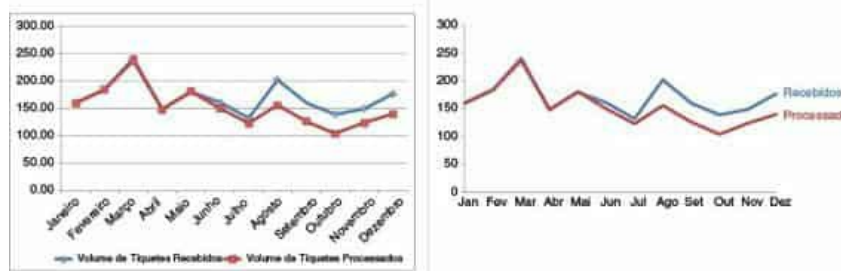 300.00
250.00
200.00
150.00
100.00
50.00
0.00
Janeiro Fevereiro Março Abril Maio Junho Julho Agosto Setembro Outubro Novembro Dezembro
Volume de Tíquetes Recebidos Volume de Tíquetes Processados
300
250
200
150
100
50
0
Recebidos
Processad
Jan Fev Mar Abr Mai Jun Jul Ago Set Out Nov Dez